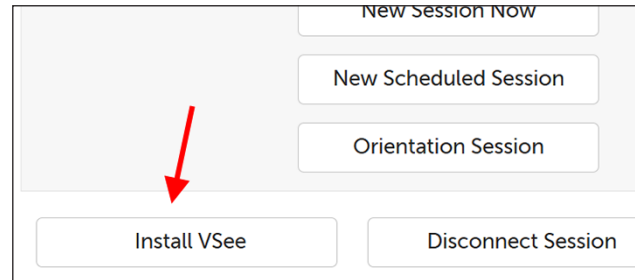 New Session Now
New Scheduled Session
Orientation Session
Install VSee
Disconnect Session